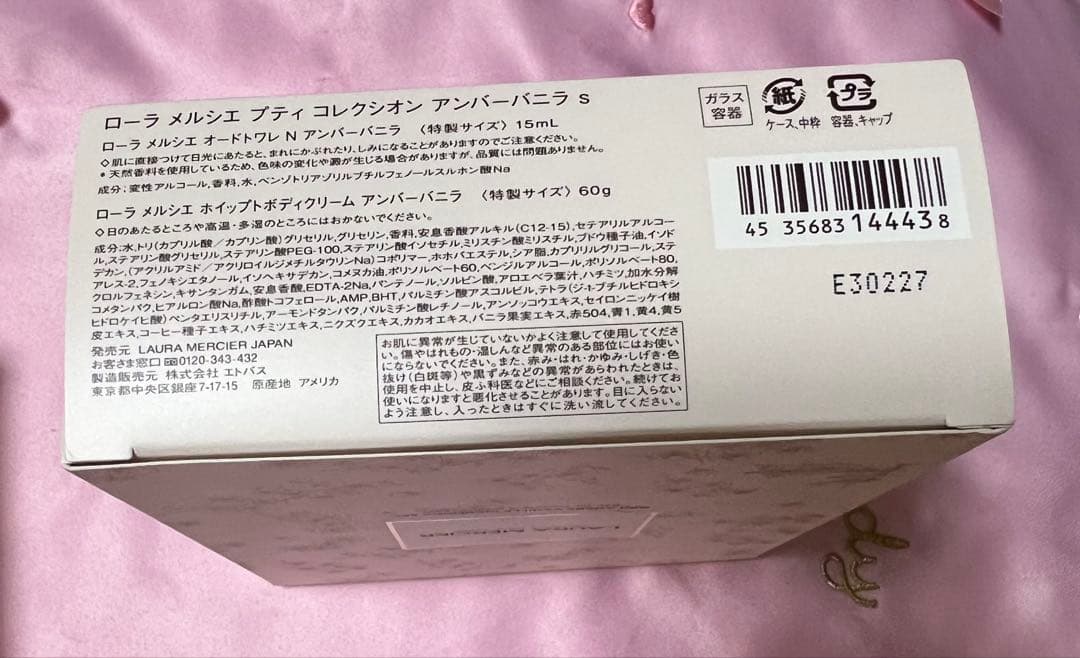 ローラ メルシエ プティ コレクシオン アンバーバニラ S
ローラ メルシエ オードトワレ N アンバーバニラ 〈特製サイズ〉15mL
◇肌に直接つけて日光にあたると、まれにかぶれたり、しみになることがありますのでご注意ください。
◆天然香料を使用しているため、色味の変化や澱が生じる場合がありますが、品質には問題ありません。
成分:変性アルコール,香料,水,ベンゾトリアゾリルブチルフェノールスルホン酸Na
ローラ メルシエ ホイップトボディクリーム アンバーバニラ 〈特製サイズ〉60g
◇日のあたるところや高温・多湿のところにはおかないでください。
成分:水,トリ(カプリル酸/カプリン酸)グリセリル,グリセリン,香料,安息香酸アルキル(C12-15),セテアリルアルコー
ル,ステアリン酸グリセリル,ステアリン酸PEG-100,ステアリン酸イソセチル,ミリスチン酸ミリスチル,ブドウ種子油,イソド
デカン,(アクリルアミド/アクリロイルジメチルタウリンNa)コポリマー,ホホバエステル,シア脂,カプリリルグリコール,ステ
アレス-2,フェノキシエタノール,イソヘキサデカン,コメヌカ油,ポリソルベート60,ベンジルアルコール,ポリソルベート80,
クロルフェネシン,キサンタンガム,安息香酸,EDTA-2Na,パンテノール,ソルビン酸,アロエベラ葉汁,ハチミツ,加水分解
コメタンパク,ヒアルロン酸Na,酢酸トコフェロール,AMP,BHT,パルミチン酸アスコルビル,テトラ(ジ-t-ブチルヒドロキシ
ヒドロケイヒ酸)ペンタエリスリチル,アーモンドタンパク,パルミチン酸レチノール,アンソッコウエキス,セイロンニッケイ樹
皮エキス,コーヒー種子エキス,ハチミツエキス,ニクズクエキス,カカオエキス,バニラ果実エキス,赤504,青1,黄4,黄5
発売元 LAURA MERCIER JAPAN
お客さま窓口 0120-343-432
製造販売元 株式会社 エトバス
東京都中央区銀座7-17-15 原産地 アメリカ
お肌に異常が生じていないかよく注意して使用してくださ
い。傷やはれもの・湿しんなど異常のある部位にはお使い
にならないでください。また、赤み・はれ・かゆみ・しげき・色
抜け(白斑等)や黒ずみなどの異常があらわれたときは、
使用を中止し、皮ふ科医などにご相談ください。続けてお
使いになりますと悪化させることがあります。目に入らない
よう注意し、入ったときはすぐに洗い流してください。
ガラス
容器
紙
ケース、中枠
プラ
容器、キャップ
45 35683 144438
E30227
LAURA MERCIER